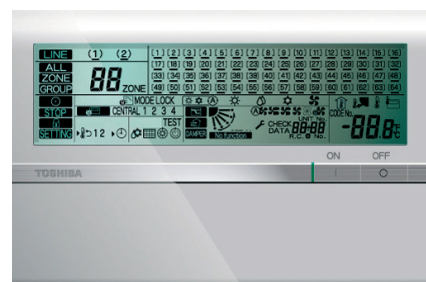 LINE (1) (2) [1] [2] [3] [4] [5] [6] [7] [8] [9] [10] [11] [12] [13] [14] [15] [16]
ALL [17] [18] [19] [20] [21] [22] [23] [24] [25] [26] [27] [28] [29] [30] [31] [32]
ZONE [33] [34] [35] [36] [37] [38] [39] [40] [41] [42] [43] [44] [45] [46] [47] [48]
GROUP 88 ZONE [49] [50] [51] [52] [53] [54] [55] [56] [57] [58] [59] [60] [61] [62] [63] [64]
MODE LOCK (A) CODE No.
STOP CENTRAL 1 2 3 4 (A) UNIT No.
TEST CHECK DATA 88-88 -88.8 °F °C
SETTING 12 DAMPER No function R.C. No.
ON OFF
TOSHIBA